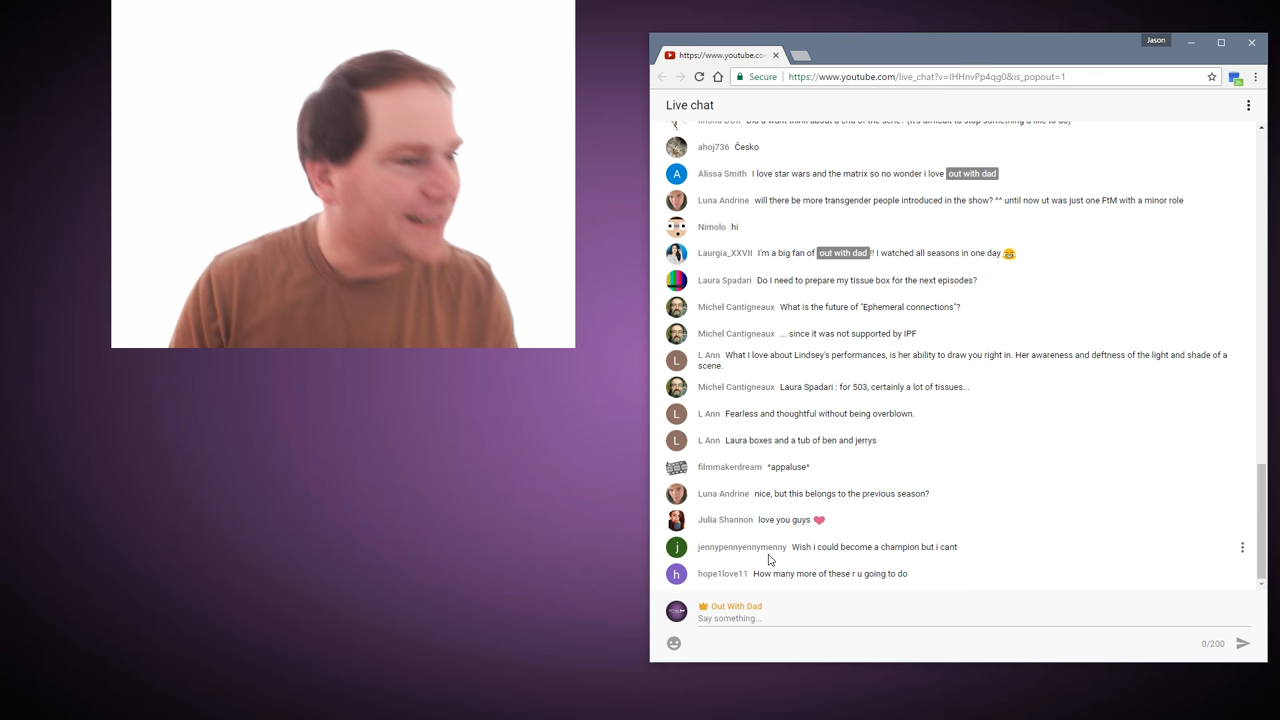 Jason
https://www.youtube.co
Secure https://www.youtube.com/live_chat?v=IHHnvPp4qg0&is_popout=1
Live chat
ahoj736 Česko
Alissa Smith I love star wars and the matrix so no wonder i love out with dad
Luna Andrine will there be more transgender people introduced in the show? ^^ until now ut was just one FtM with a minor role
Nimolo hi
Laurgia_XXVII I'm a big fan of out with dad!! I watched all seasons in one day
Laura Spadari Do I need to prepare my tissue box for the next episodes?
Michel Cantigneaux What is the future of "Ephemeral connections"?
Michel Cantigneaux ... since it was not supported by IPF
L Ann What I love about Lindsey's performances, is her ability to draw you right in. Her awareness and deftness of the light and shade of a
scene.
Michel Cantigneaux Laura Spadari : for 503, certainly a lot of tissues...
L Ann Fearless and thoughtful without being overblown.
L Ann Laura boxes and a tub of ben and jerrys
filmmakerdream *appaluse*
Luna Andrine nice, but this belongs to the previous season?
Julia Shannon love you guys
jennypennyennymenny Wish i could become a champion but i cant
hope1love11 How many more of these r u going to do
Out With Dad
Say something...
0/200